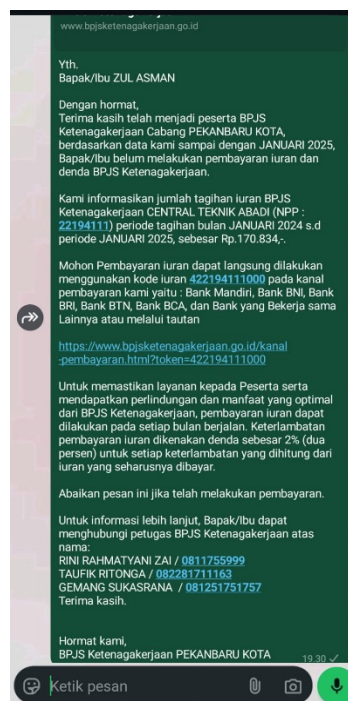 www.bpjsketenagakerjaan.go.id
Yth.
Bapak/Ibu ZUL ASMAN
Dengan hormat,
Terima kasih telah menjadi peserta BPJS
Ketenagakerjaan Cabang PEKANBARU KOTA,
berdasarkan data kami sampai dengan JANUARI 2025,
Bapak/Ibu belum melakukan pembayaran iuran dan
denda BPJS Ketenagakerjaan.
Kami informasikan jumlah tagihan iuran BPJS
Ketenagakerjaan CENTRAL TEKNIK ABADI (NPP :
22194111) periode tagihan bulan JANUARI 2024 s.d
periode JANUARI 2025, sebesar Rp.170.834,-.
Mohon Pembayaran iuran dapat langsung dilakukan
menggunakan kode iuran 422194111000 pada kanal
pembayaran kami yaitu : Bank Mandiri, Bank BNI, Bank
BRI, Bank BTN, Bank BCA, dan Bank yang Bekerja sama
Lainnya atau melalui tautan
https://www.bpjsketenagakerjaan.go.id/kanal
-pembayaran.html?token=422194111000
Untuk memastikan layanan kepada Peserta serta
mendapatkan perlindungan dan manfaat yang optimal
dari BPJS Ketenagakerjaan, pembayaran iuran dapat
dilakukan pada setiap bulan berjalan. Keterlambatan
pembayaran iuran dikenakan denda sebesar 2% (dua
persen) untuk setiap keterlambatan yang dihitung dari
iuran yang seharusnya dibayar.
Abaikan pesan ini jika telah melakukan pembayaran.
Untuk informasi lebih lanjut, Bapak/Ibu dapat
menghubungi petugas BPJS Ketenagakerjaan atas
nama:
RINI RAHMATYANI ZAI / 0811755999
TAUFIK RITONGA / 082281711163
GEMANG SUKASRANA / 081251751757
Terima kasih.
Hormat kami,
BPJS Ketenagakerjaan PEKANBARU KOTA
19.30
Ketik pesan